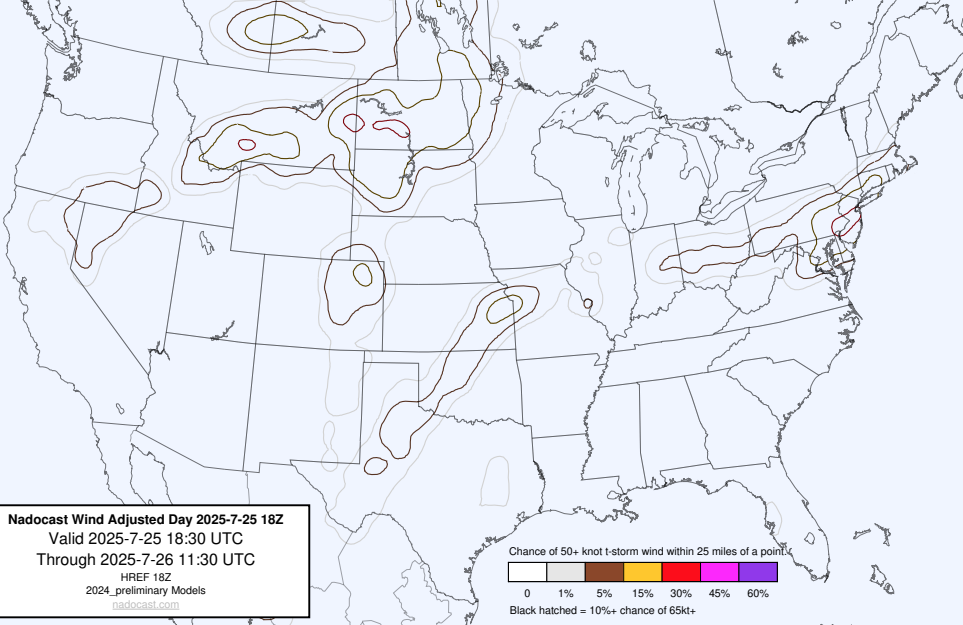 Nadocast Wind Adjusted Day 2025-7-25 18Z
Valid 2025-7-25 18:30 UTC
Through 2025-7-26 11:30 UTC
HREF 18Z
2024_preliminary Models
nadocast.com
Chance of 50+ knot t-storm wind within 25 miles of a point.
0 1% 5% 15% 30% 45% 60%
Black hatched = 10%+ chance of 65kt+